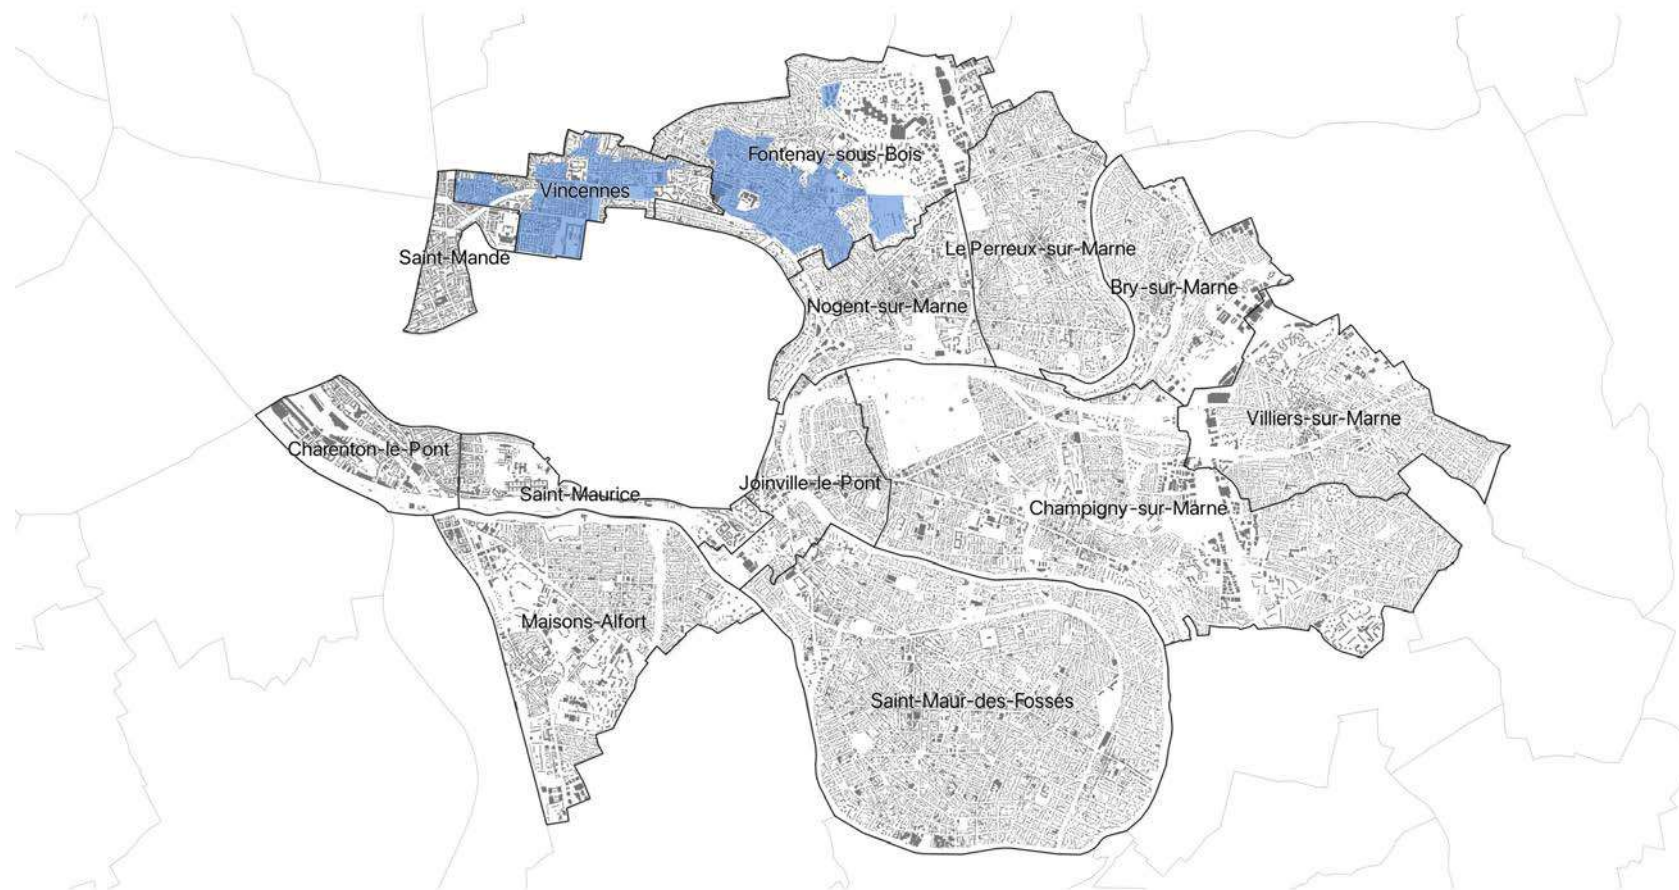 Fontenay-sous-Bois
Vincennes
Saint-Mandé
Le Perreux-sur-Marne
Bry-sur-Marne
Nogent-sur-Marne
Villiers-sur-Marne
Charenton-le-Pont
Saint-Maurice
Joinville-le-Pont
Champigny-sur-Marne
Maisons-Alfort
Saint-Maur-des-Fossés